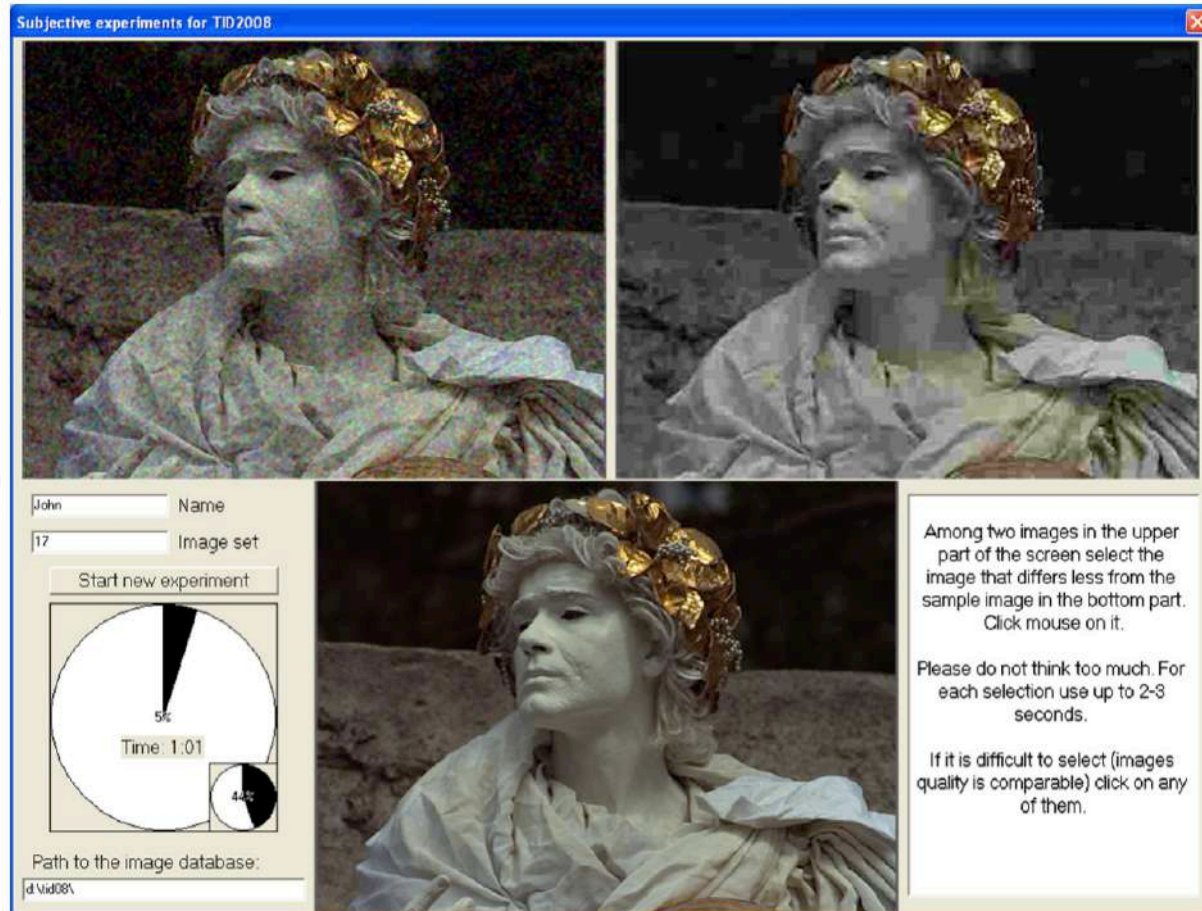 Subjective experiments for TID2008
John
Name
17
Image set
Start new experiment
5%
Time: 1:01
44%
Path to the image database:
d:\tid08\
Among two images in the upper
part of the screen select the
image that differs less from the
sample image in the bottom part.
Click mouse on it.
Please do not think too much. For
each selection use up to 2-3
seconds.
If it is difficult to select (images
quality is comparable) click on any
of them.